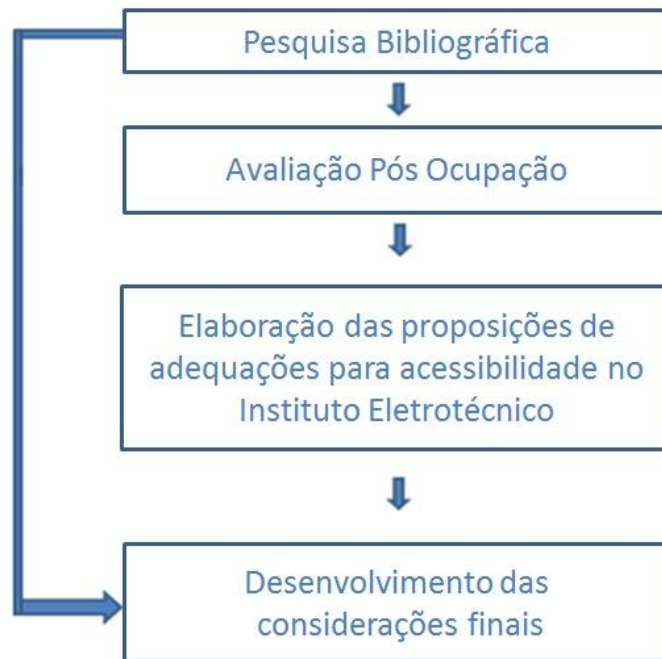 Pesquisa Bibliográfica
Avaliação Pós Ocupação
Elaboração das proposições de
adequações para acessibilidade no
Instituto Eletrotécnico
Desenvolvimento das
considerações finais